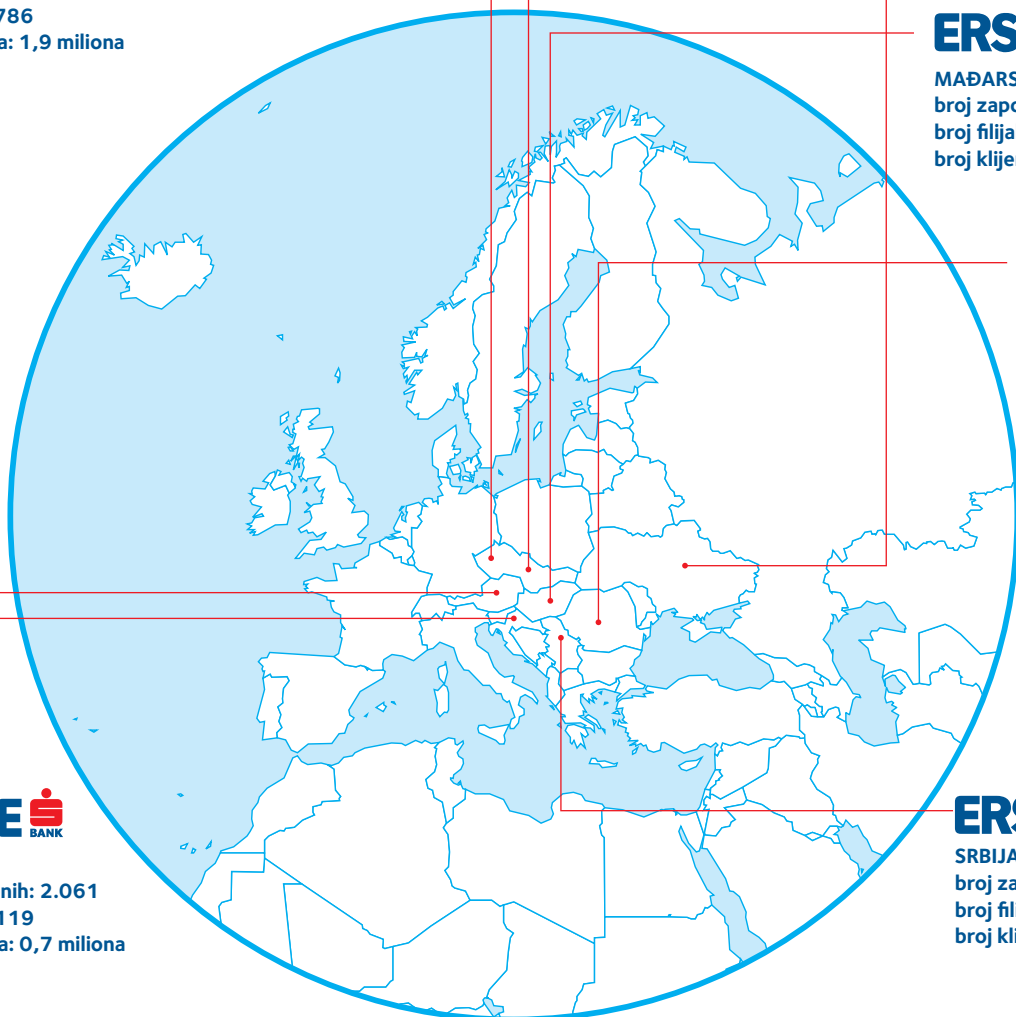 786
a: 1,9 miliona
ERS
MAĐARS
broj zapo
broj filija
broj klije
E
BANK
nih: 2.061
119
a: 0,7 miliona
ERS
SRBIJA
broj za
broj fili
broj kli